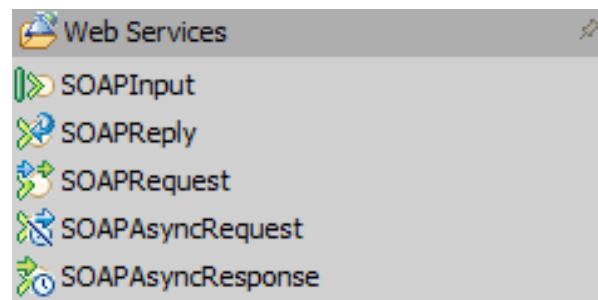 Web Services
SOAPInput
SOAPReply
SOAPRequest
SOAPAsyncRequest
SOAPAsyncResponse